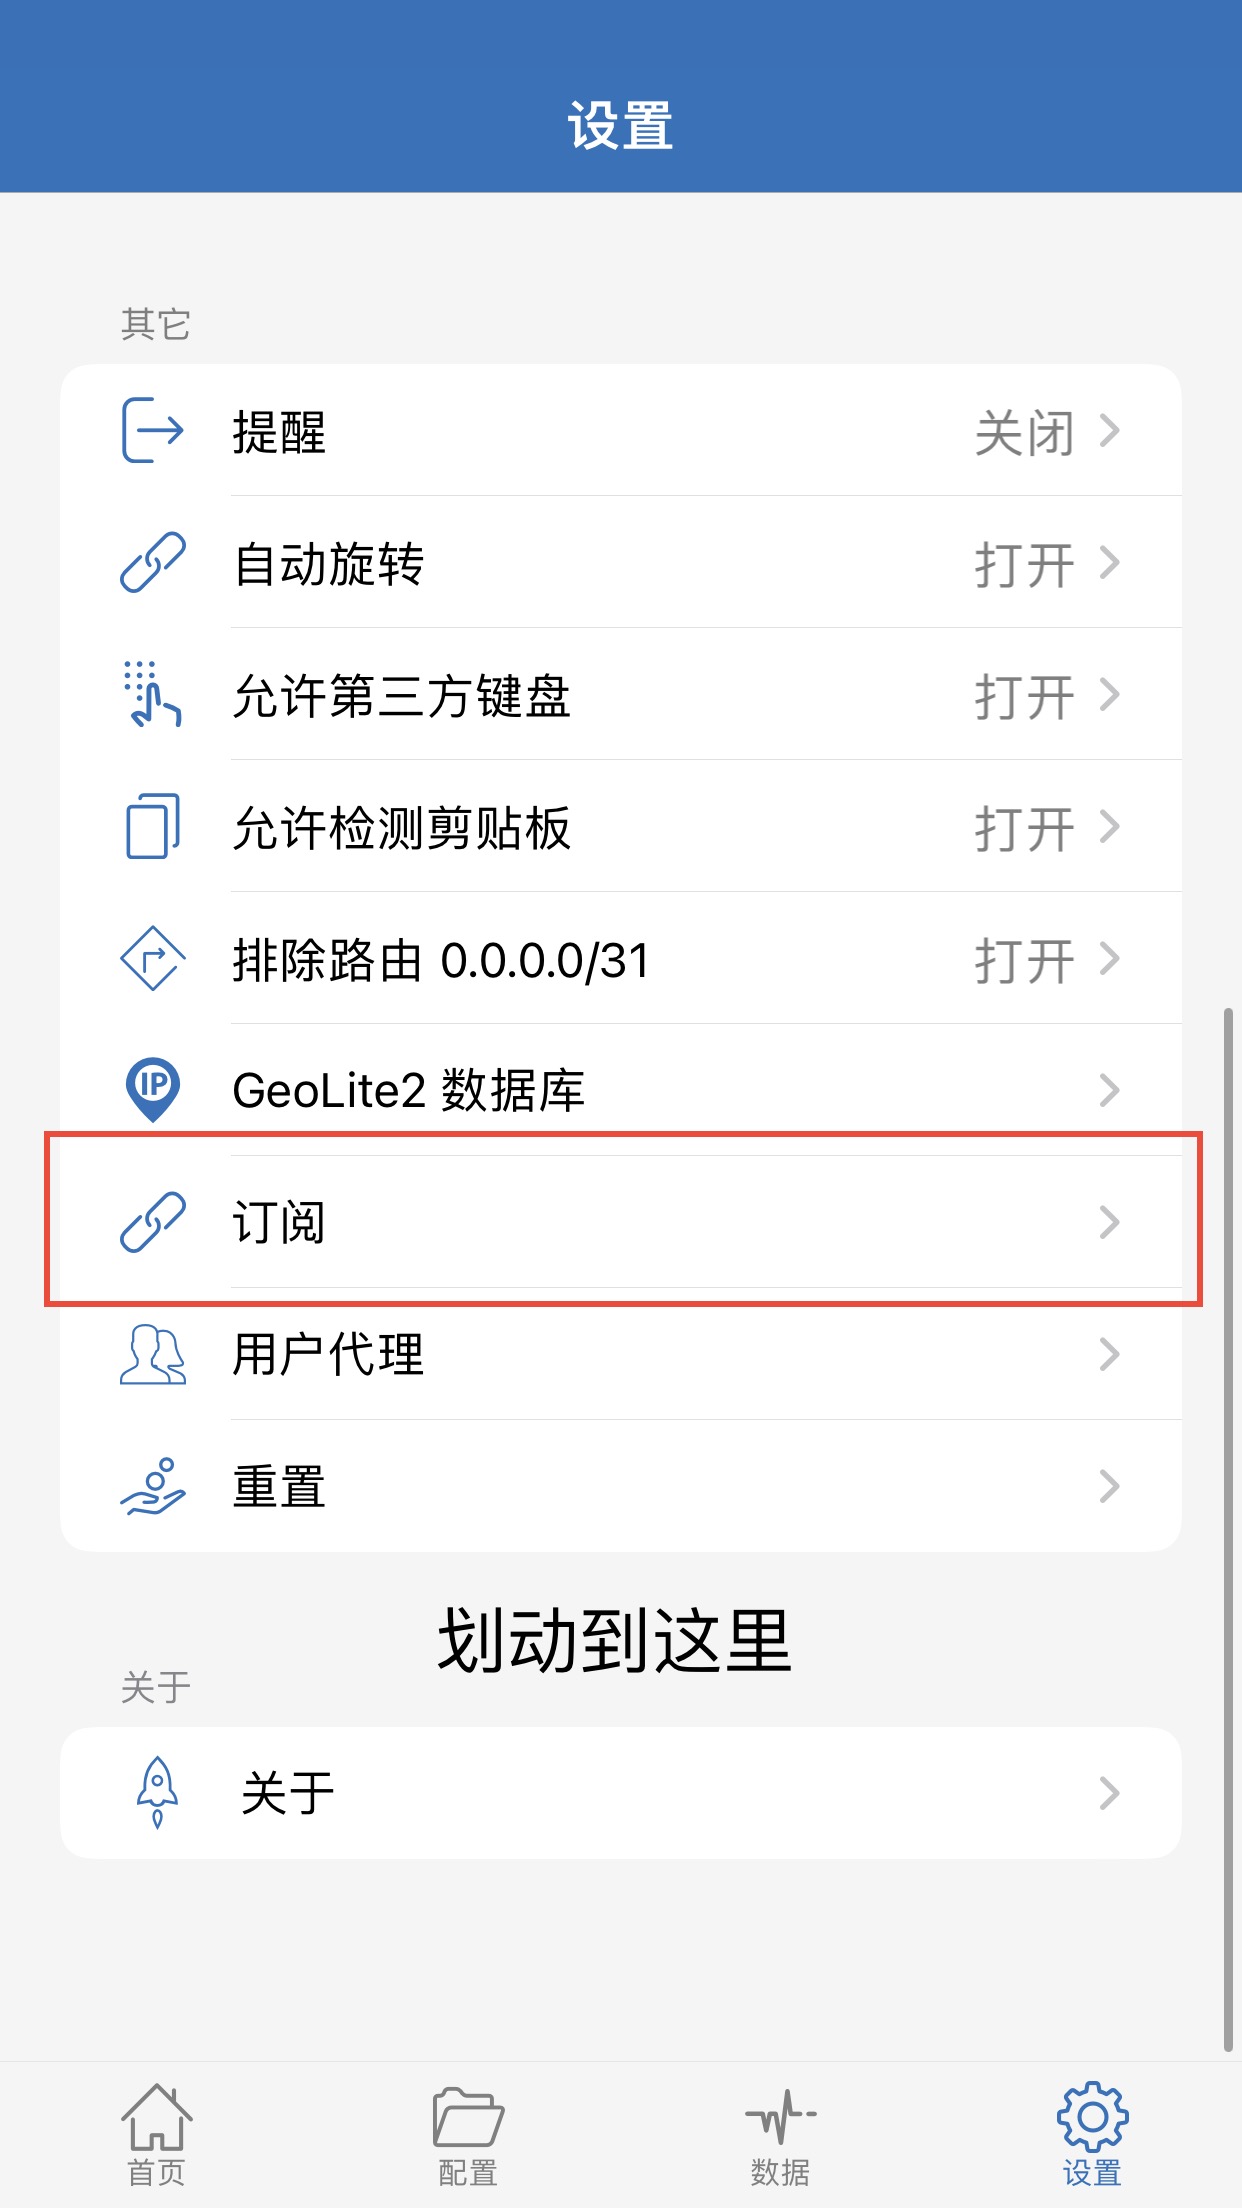 设置
其它
提醒 关闭
自动旋转 打开
允许第三方键盘 打开
允许检测剪贴板 打开
排除路由 0.0.0.0/31 打开
IP GeoLite2 数据库
订阅
用户代理
重置
划动到这里
关于
关于
首页 配置 数据 设置